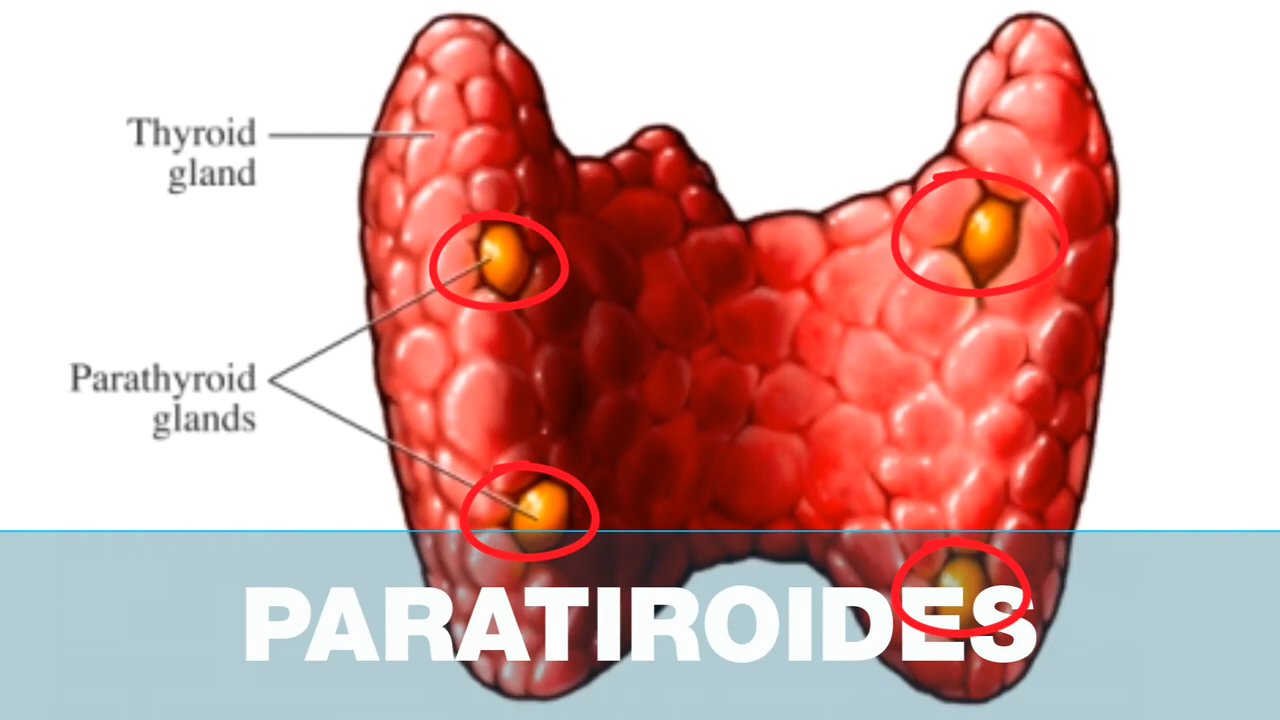 Thyroid
gland
Parathyroid
glands
PARATIROIDES